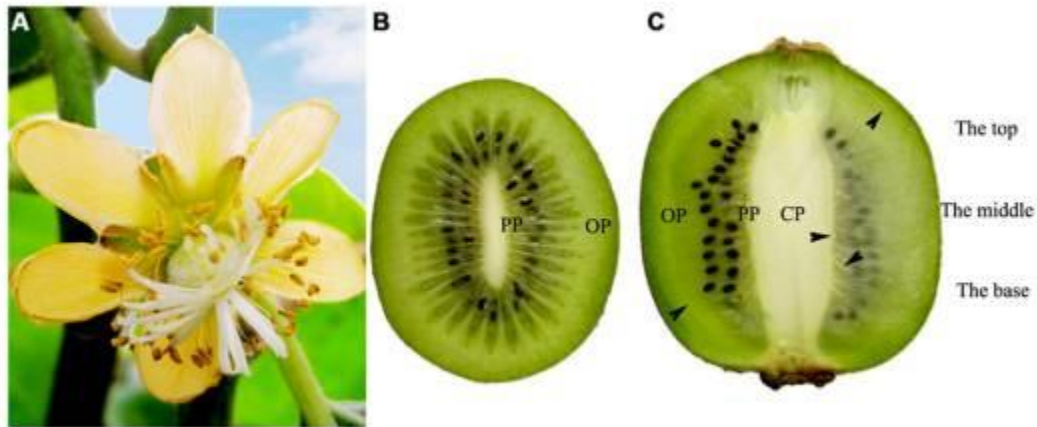 A
B
C
PP
OP
OP
PP
CP
The top
The middle
The base